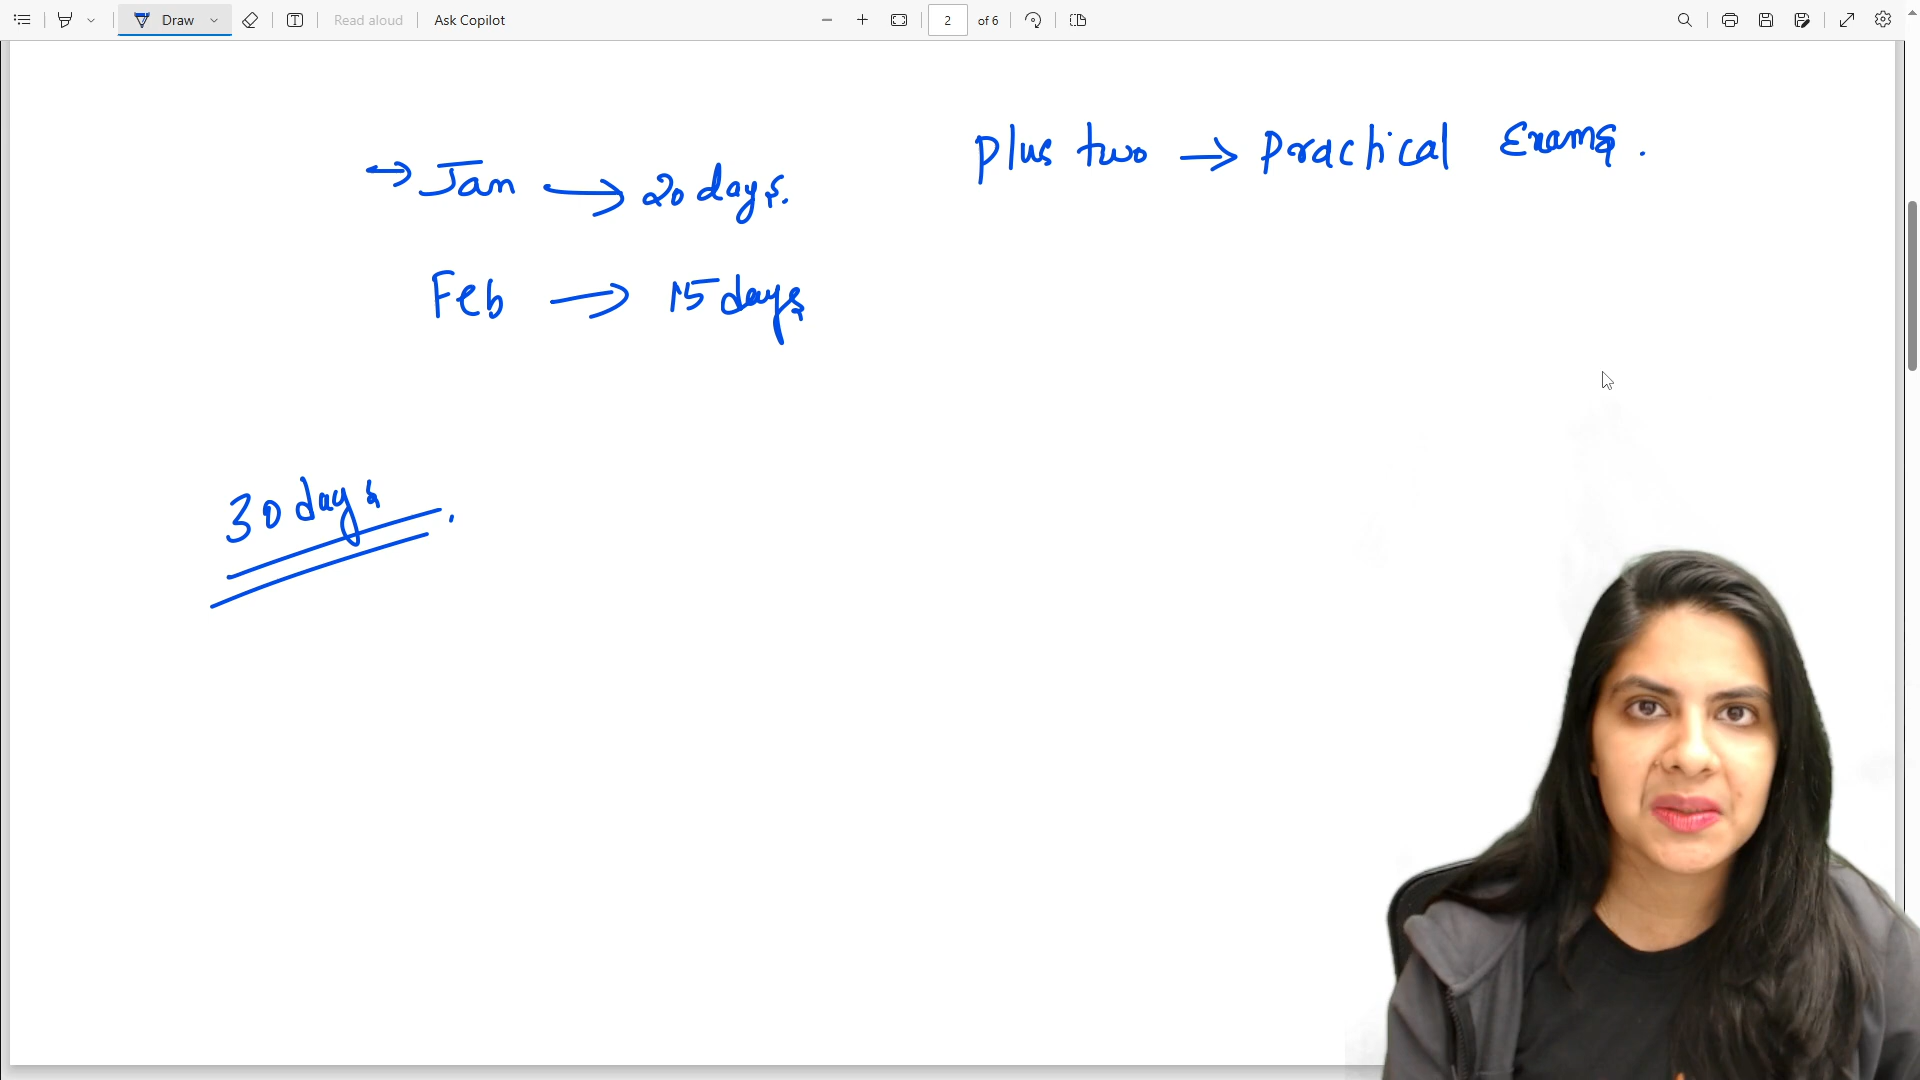 Draw
Read aloud
Ask Copilot
2 of 6
Jan → 20 days.
Feb → 15 days
Plus two → Practical Exams.
30 days.